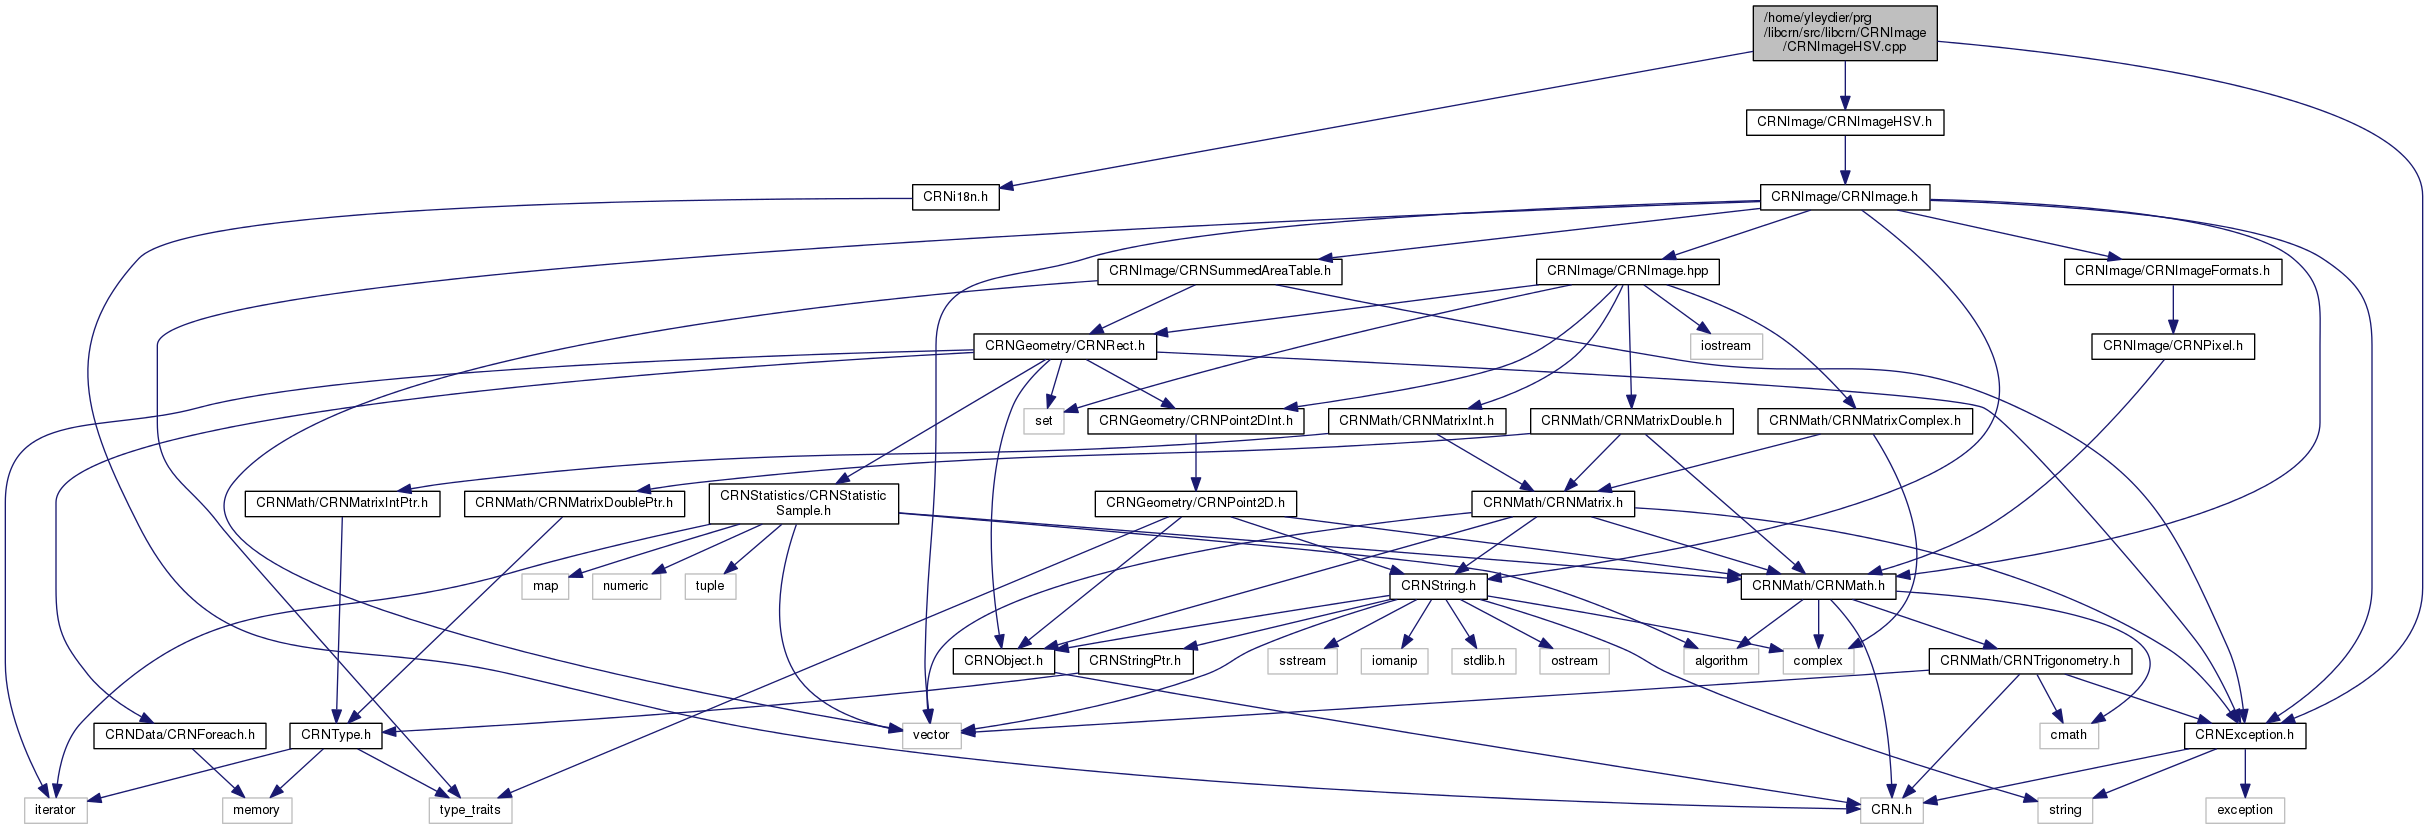 /home/yleydier/prg
/libcrn/src/libcrn/CRNImage
/CRNImageHSV.cpp
CRNImage/CRNImageHSV.h
CRNi18n.h
CRNImage/CRNImage.h
CRNImage/CRNSummedAreaTable.h
CRNImage/CRNImage.hpp
CRNImage/CRNImageFormats.h
CRNGeometry/CRNRect.h
iostream
CRNImage/CRNPixel.h
set
CRNGeometry/CRNPoint2DInt.h
CRNMath/CRNMatrixInt.h
CRNMath/CRNMatrixDouble.h
CRNMath/CRNMatrixComplex.h
CRNMath/CRNMatrixIntPtr.h
CRNMath/CRNMatrixDoublePtr.h
CRNStatistics/CRNStatistic
Sample.h
CRNGeometry/CRNPoint2D.h
CRNMath/CRNMatrix.h
map
numeric
tuple
CRNString.h
CRNMath/CRNMath.h
CRNObject.h
CRNStringPtr.h
sstream
iomanip
stdlib.h
ostream
algorithm
complex
CRNMath/CRNTrigonometry.h
CRNData/CRNForeach.h
CRNType.h
vector
cmath
CRNException.h
iterator
memory
type_traits
CRN.h
string
exception